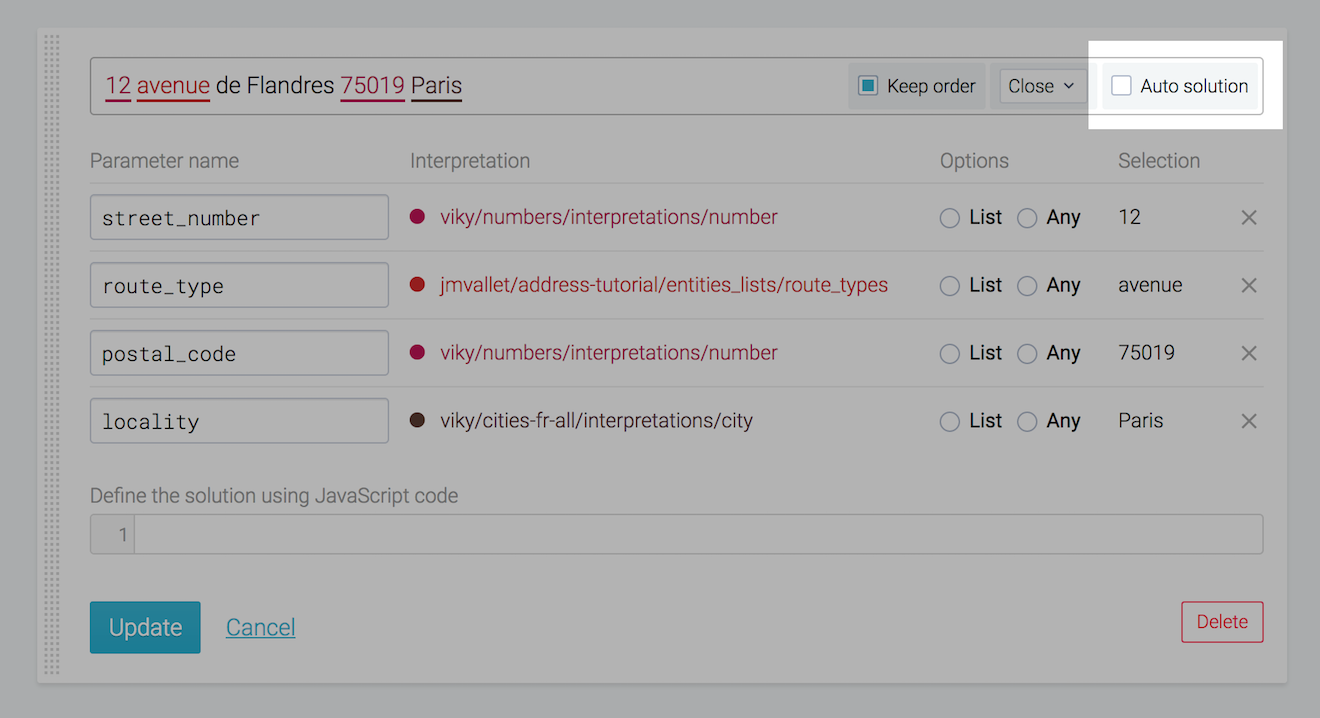 12 avenue de Flandres 75019 Paris Keep order Close Auto solution
Parameter name Interpretation Options Selection
street_number viky/numbers/interpretations/number List Any 12
route_type jmvallet/address-tutorial/entities_lists/route_types List Any avenue
postal_code viky/numbers/interpretations/number List Any 75019
locality viky/cities-fr-all/interpretations/city List Any Paris
Define the solution using JavaScript code
1
Update Cancel Delete